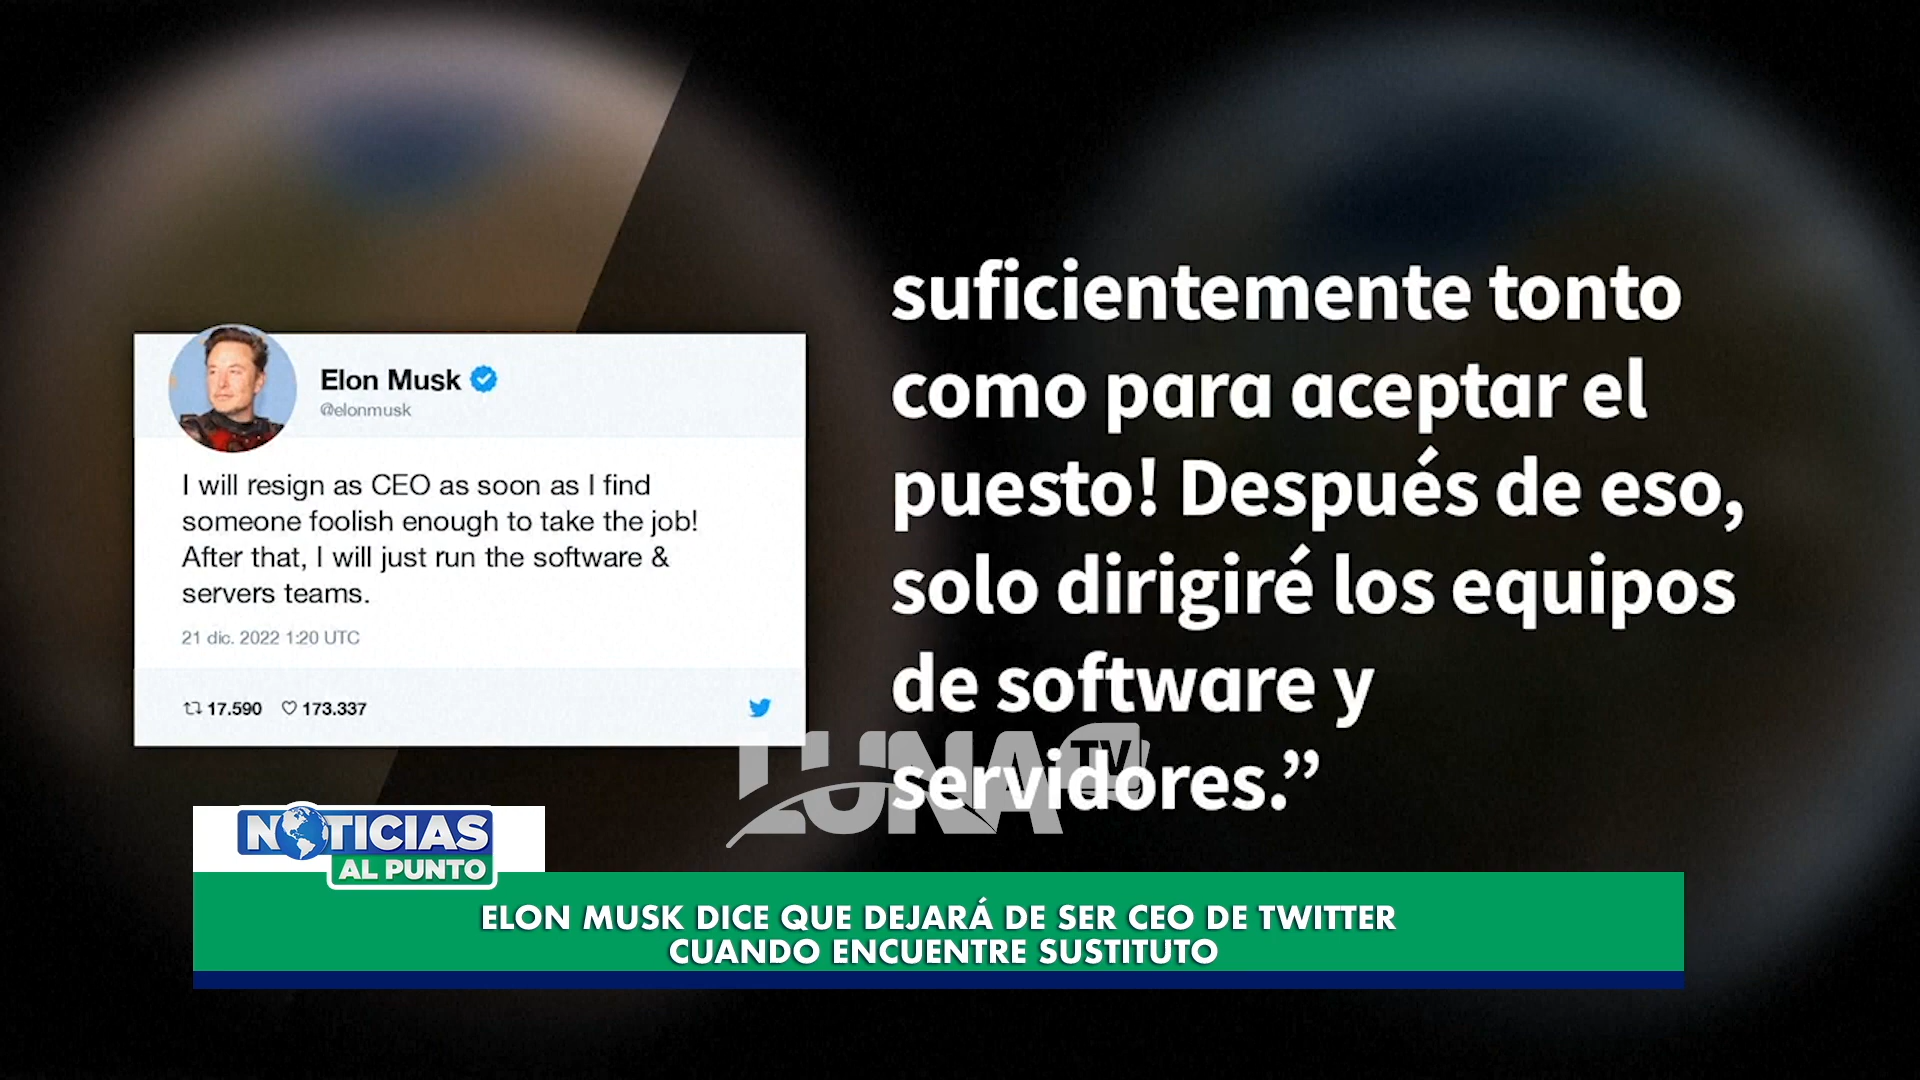 Elon Musk
@elonmusk
I will resign as CEO as soon as I find
someone foolish enough to take the job!
After that, I will just run the software &
servers teams.
21 dic. 2022 1:20 UTC
17.590 173.337
suficientemente tonto
como para aceptar el
puesto! Después de eso,
solo dirigiré los equipos
de software y
servidores.”
LUNA TV
NOTICIAS
AL PUNTO
ELON MUSK DICE QUE DEJARÁ DE SER CEO DE TWITTER
CUANDO ENCUENTRE SUSTITUTO